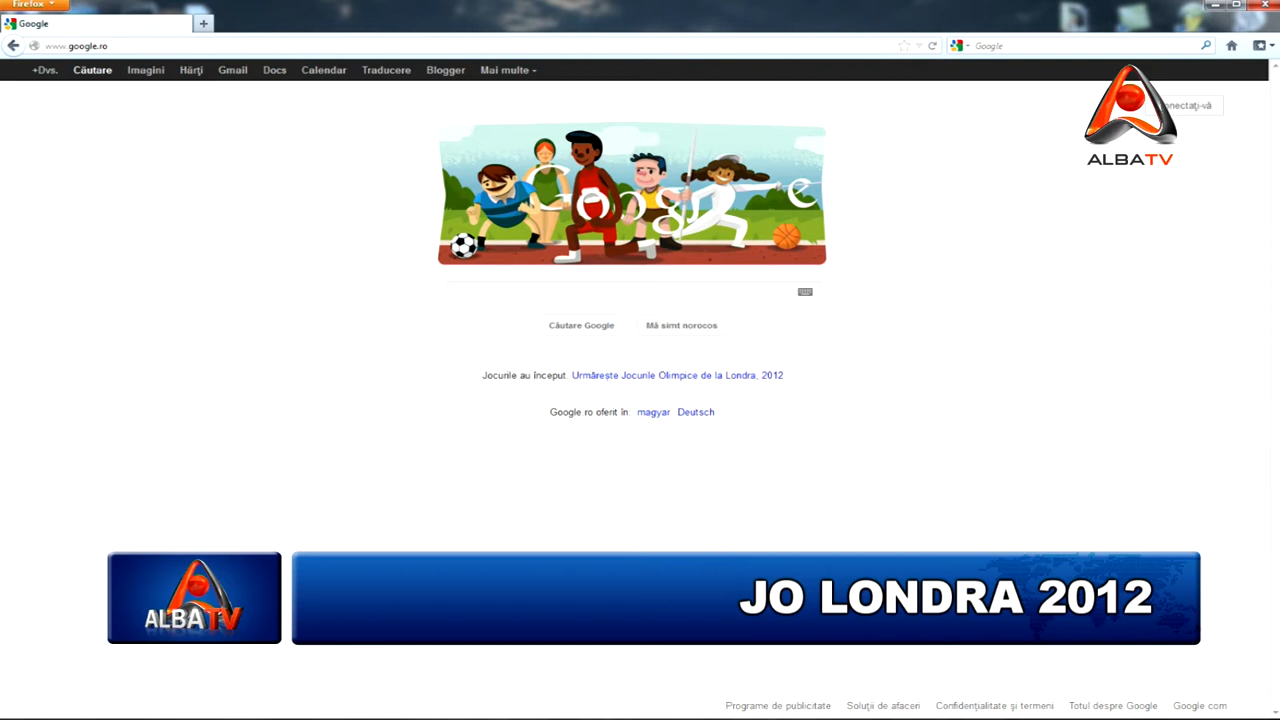 Firefox
Google
www.google.ro
Google
+Dvs. Căutare Imagini Hărţi Gmail Docs Calendar Traducere Blogger Mai multe
onectaţi-vă
ALBATV
Google
Căutare Google
Mă simt norocos
Jocurile au început. Urmăreşte Jocurile Olimpice de la Londra, 2012
Google.ro oferit în: magyar Deutsch
ALBATV
JO LONDRA 2012
Programe de publicitate Soluţii de afaceri Confidenţialitate şi termeni Totul despre Google Google.com